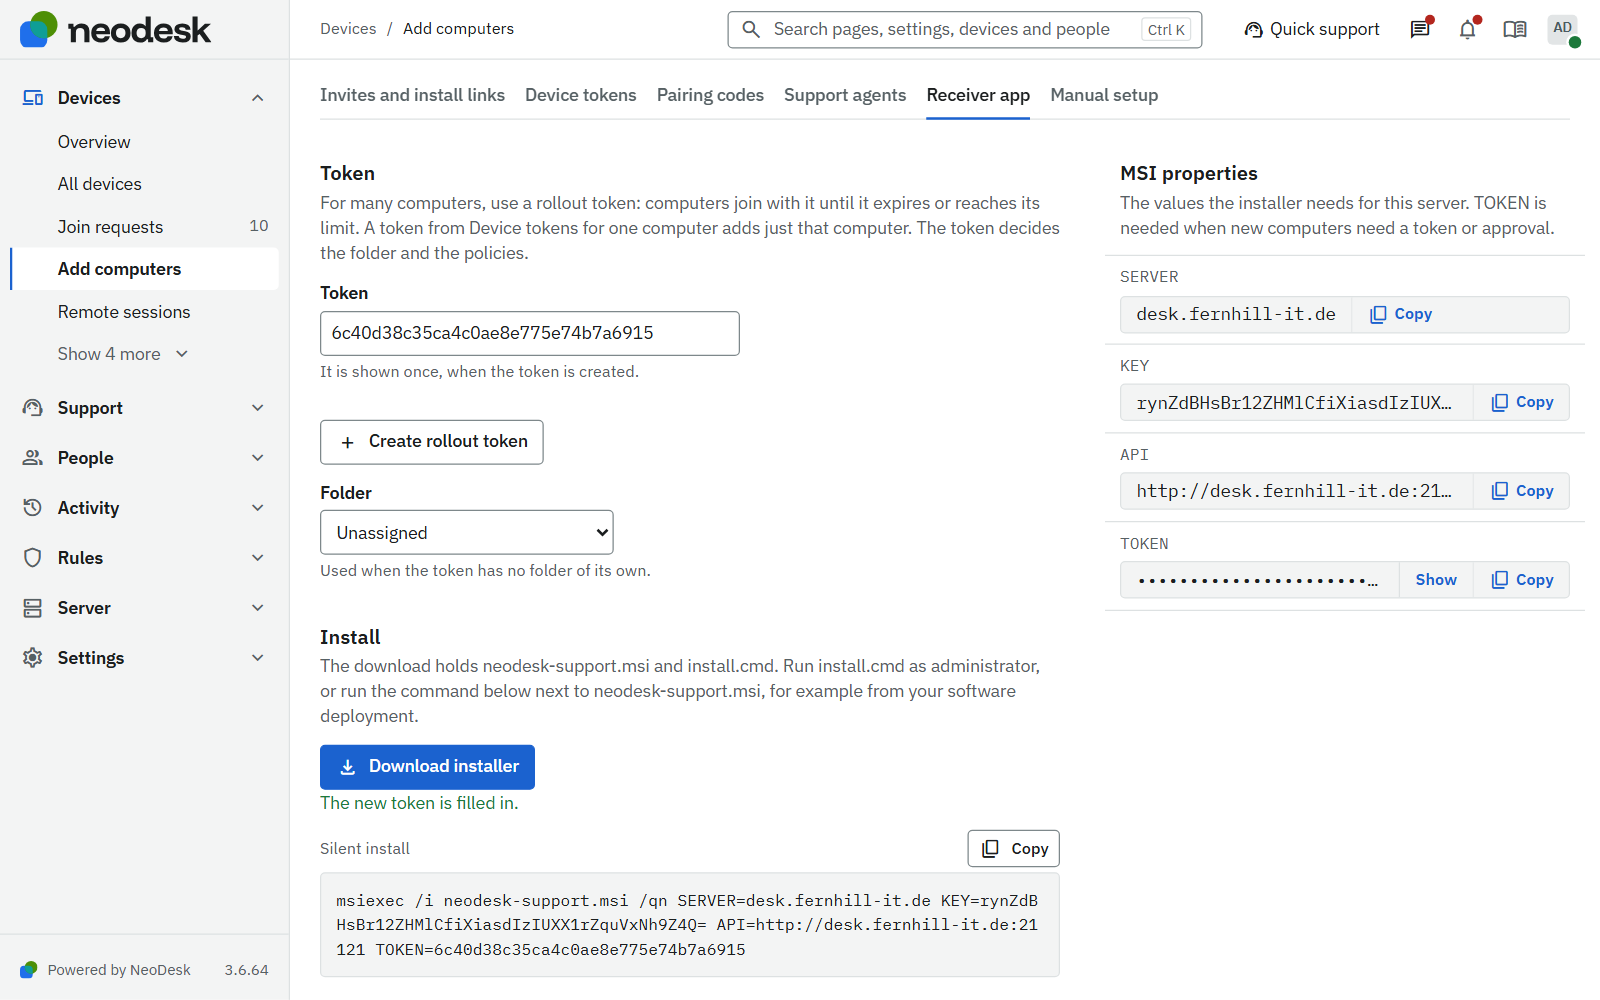 neodesk
Devices / Add computers
Search pages, settings, devices and people
Ctrl K
Quick support
AD
Devices
Overview
All devices
Join requests 10
Add computers
Remote sessions
Show 4 more
Support
People
Activity
Rules
Server
Settings
Powered by NeoDesk 3.6.64
Invites and install links
Device tokens
Pairing codes
Support agents
Receiver app
Manual setup
Token
For many computers, use a rollout token: computers join with it until it expires or reaches its
limit. A token from Device tokens for one computer adds just that computer. The token decides
the folder and the policies.
Token
6c40d38c35ca4c0ae8e775e74b7a6915
It is shown once, when the token is created.
+ Create rollout token
Folder
Unassigned
Used when the token has no folder of its own.
Install
The download holds neodesk-support.msi and install.cmd. Run install.cmd as administrator,
or run the command below next to neodesk-support.msi, for example from your software
deployment.
Download installer
The new token is filled in.
Silent install
Copy
msiexec /i neodesk-support.msi /qn SERVER=desk.fernhill-it.de KEY=rynZdB
HsBr12ZHMlCfiXiasdIzIUXX1rZquVxNh9Z4Q= API=http://desk.fernhill-it.de:21
121 TOKEN=6c40d38c35ca4c0ae8e775e74b7a6915
MSI properties
The values the installer needs for this server. TOKEN is
needed when new computers need a token or approval.
SERVER
desk.fernhill-it.de Copy
KEY
rynZdBHsBr12ZHMlCfiXiasdIzIUX… Copy
API
http://desk.fernhill-it.de:21… Copy
TOKEN
••••••••••••••••••••••… Show Copy